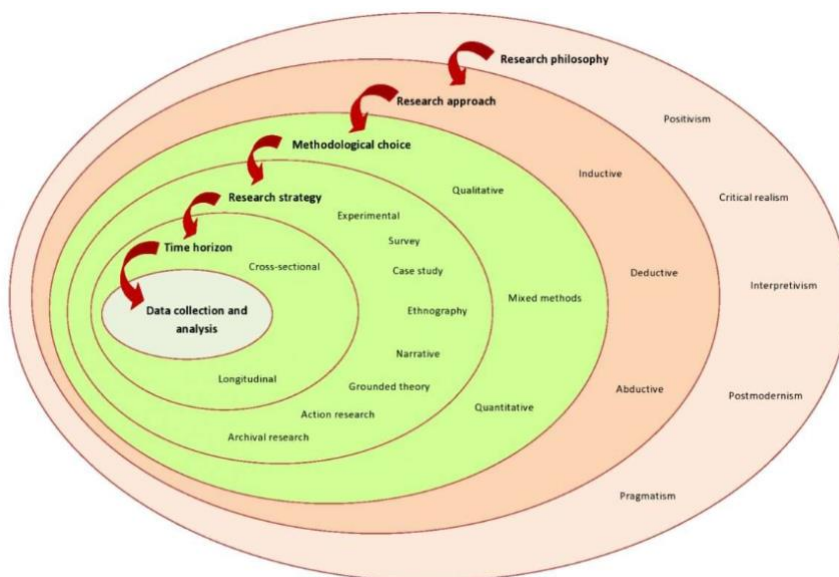 Research philosophy
Research approach
Positivism
Methodological choice
Inductive
Qualitative
Critical realism
Research strategy
Experimental
Survey
Time horizon
Cross-sectional
Case study
Deductive
Interpretivism
Mixed methods
Data collection and
analysis
Ethnography
Narrative
Longitudinal
Grounded theory
Abductive
Postmodernism
Quantitative
Action research
Archival research
Pragmatism